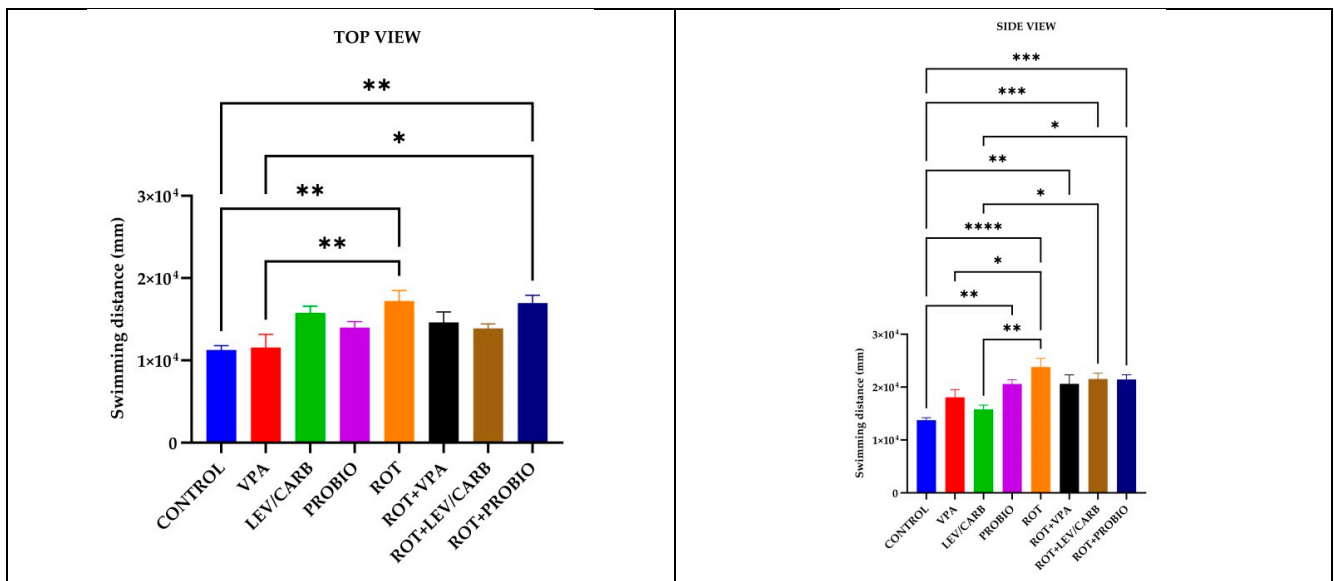 TOP VIEW
**
*
**
**
3×10⁴
2×10⁴
1×10⁴
0
Swimming distance (mm)
CONTROL
VPA
LEV/CARB
PROBIO
ROT
ROT+VPA
ROT+LEV/CARB
ROT+PROBIO
SIDE VIEW
***
***
*
**
*
****
*
**
**
3×10⁴
2×10⁴
1×10⁴
0
Swimming distance (mm)
CONTROL
VPA
LEV/CARB
PROBIO
ROT
ROT+VPA
ROT+LEV/CARB
ROT+PROBIO